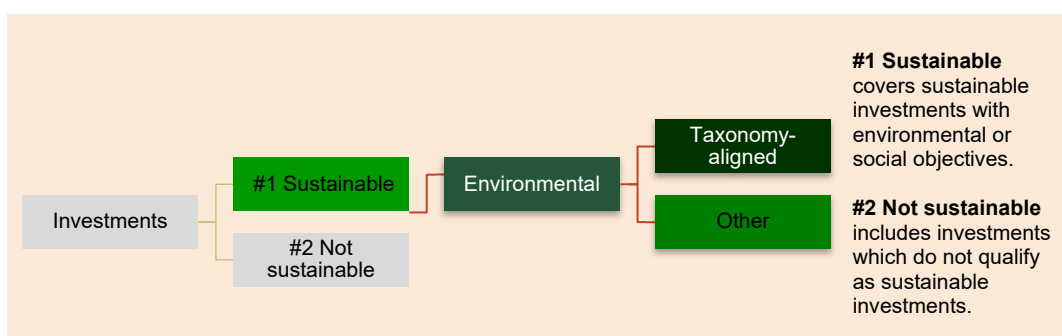 Investments
#1 Sustainable
#2 Not
sustainable
Environmental
Taxonomy-
aligned
Other
#1 Sustainable
covers sustainable
investments with
environmental or
social objectives.
#2 Not sustainable
includes investments
which do not qualify
as sustainable
investments.